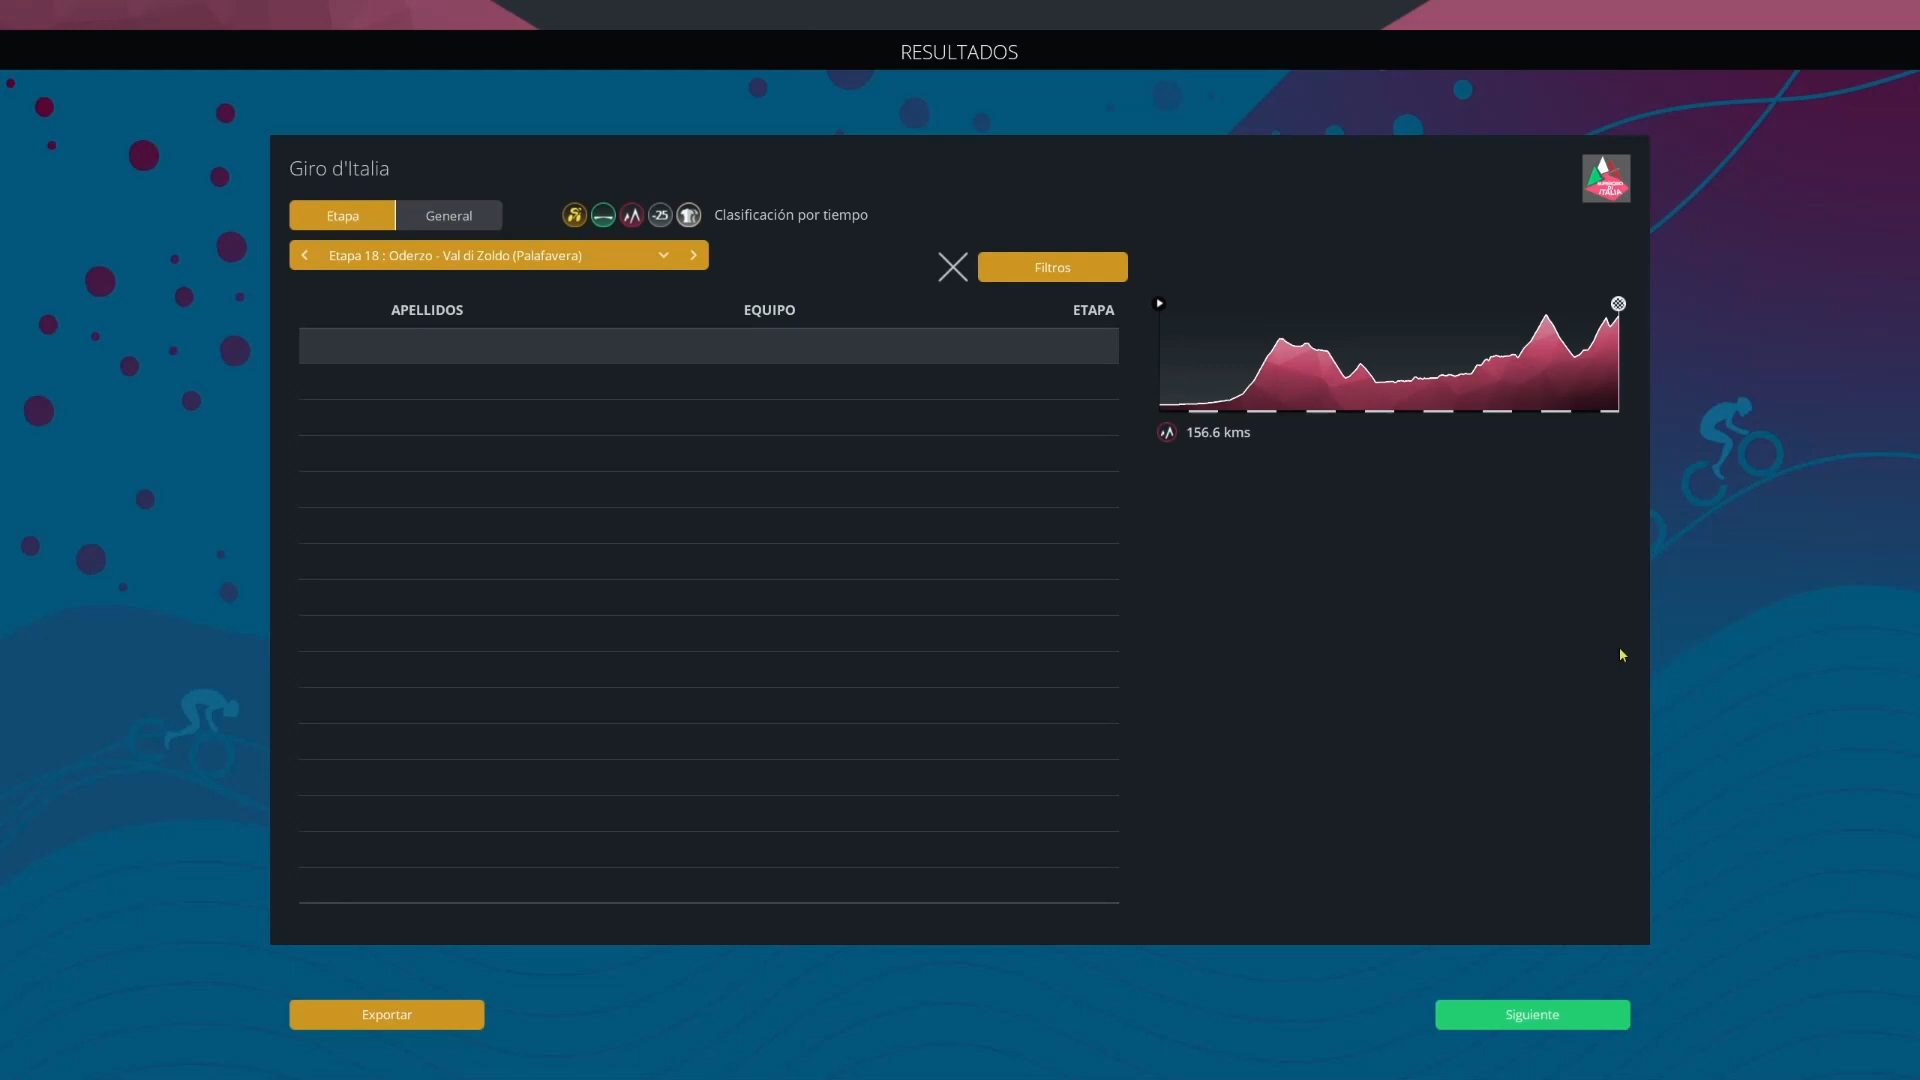 RESULTADOS
Giro d'Italia
Etapa General -25 Clasificación por tiempo
Etapa 18 : Oderzo - Val di Zoldo (Palafavera)
Filtros
APELLIDOS EQUIPO ETAPA
156.6 kms
Exportar Siguiente